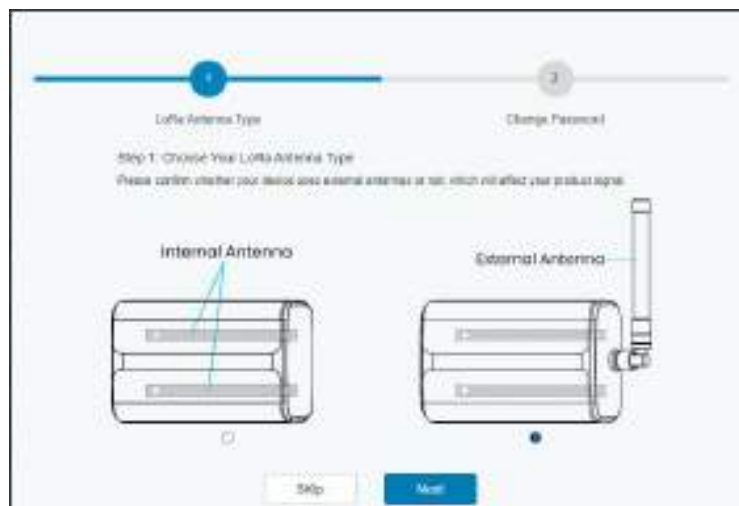 1
2
LoRa Antenna Type
Change Password
Step 1: Choose Your LoRa Antenna Type
Please confirm whether your device uses external antennas or not, which will affect your product signal.
Internal Antenna
External Antenna
Skip
Next